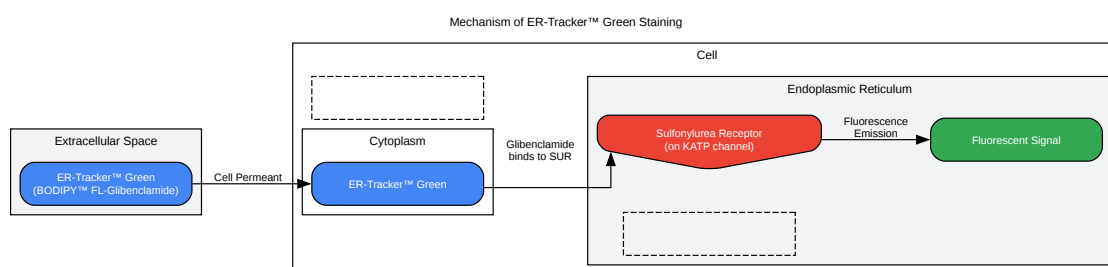 Mechanism of ER-Tracker™ Green Staining
Cell
Endoplasmic Reticulum
Extracellular Space
Cytoplasm
ER-Tracker™ Green
(BODIPY™ FL-Glibenclamide)
Cell Permeant
ER-Tracker™ Green
Glibenclamide
binds to SUR
Sulfonylurea Receptor
(on KATP channel)
Fluorescence
Emission
Fluorescent Signal